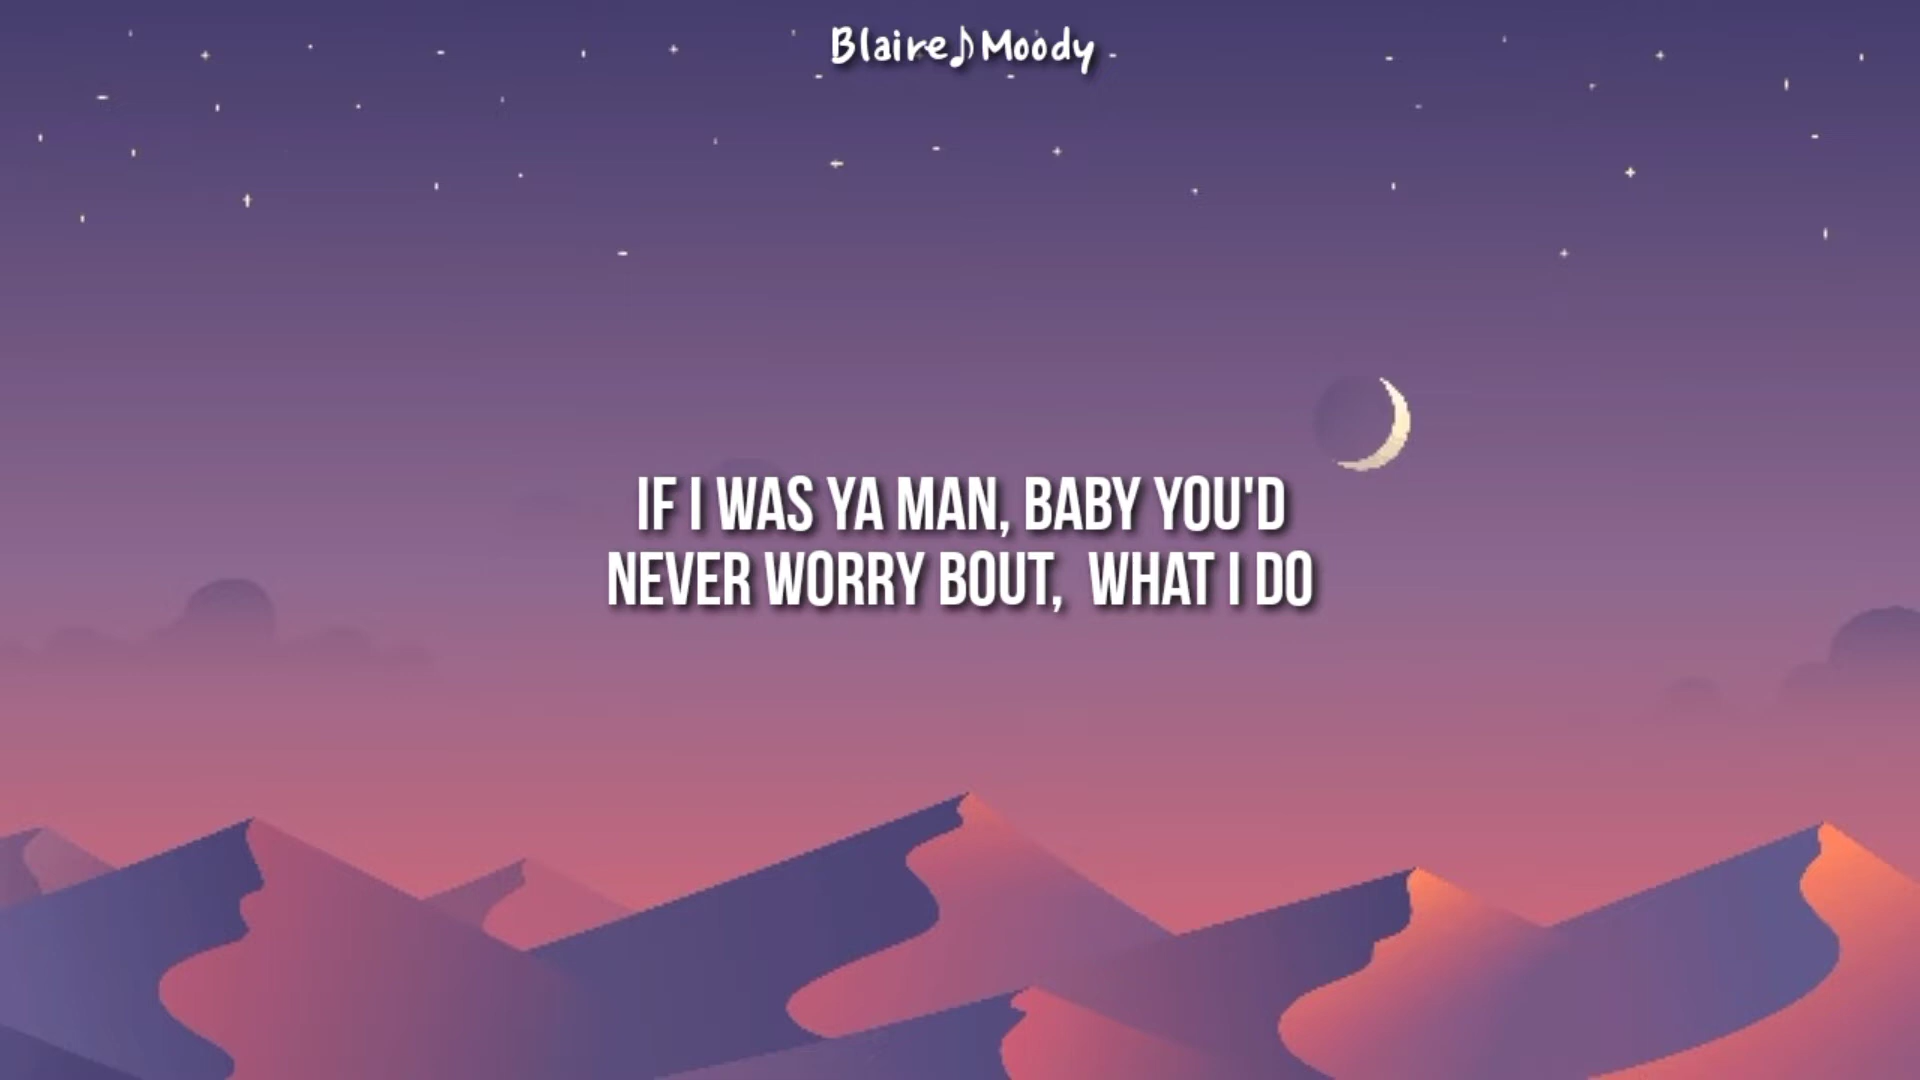 Blaire♪Moody
IF I WAS YA MAN, BABY YOU'D
NEVER WORRY BOUT,  WHAT I DO